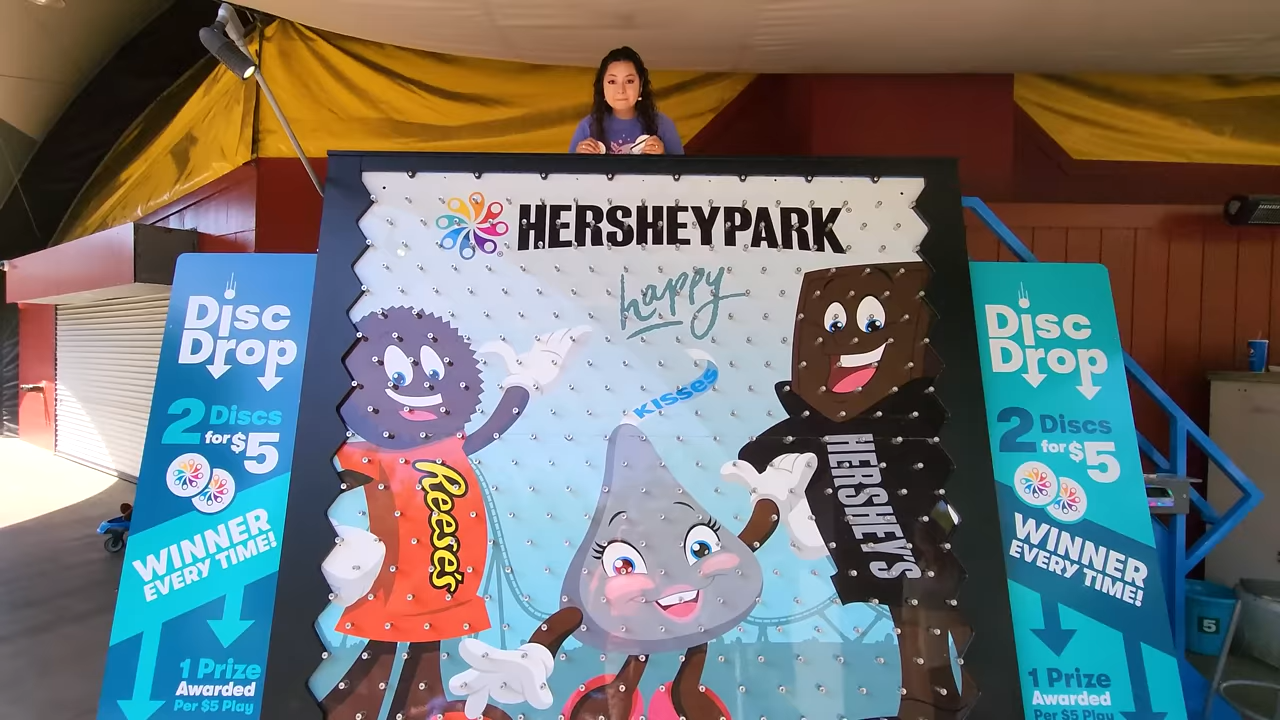 HERSHEYPARK
happy
KISSES
Reese's
HERSHEY'S
Disc
Drop
2 Discs
for $5
WINNER
EVERY TIME!
1 Prize
Awarded
Per $5 Play
Disc
Drop
2 Discs
for $5
WINNER
EVERY TIME!
1 Prize
Awarded
Per $5 Play
5